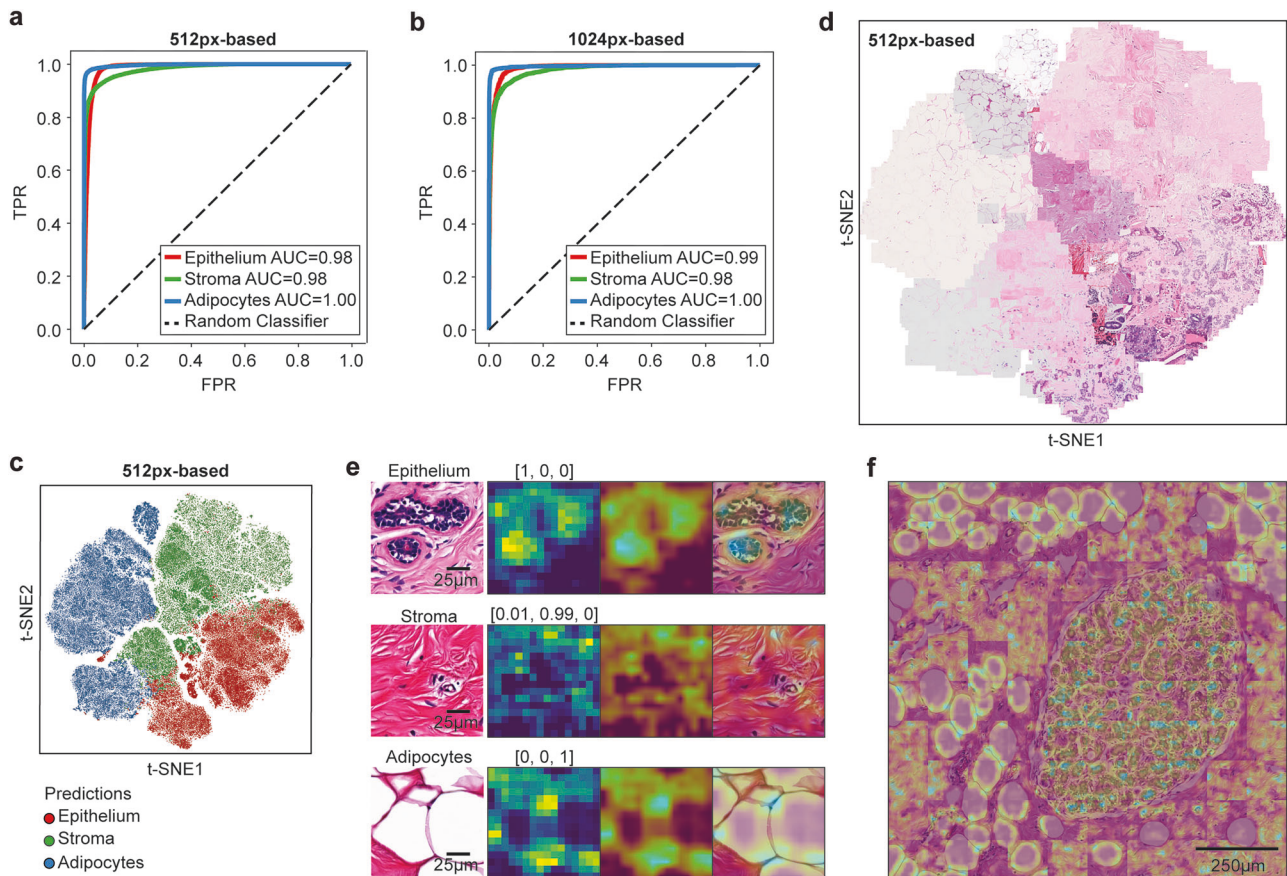 a
512px-based
1.0
0.8
0.6
0.4
0.2
0.0
TPR
Epithelium AUC=0.98
Stroma AUC=0.98
Adipocytes AUC=1.00
Random Classifier
0.0 0.2 0.4 0.6 0.8 1.0
FPR
b
1024px-based
1.0
0.8
0.6
0.4
0.2
0.0
TPR
Epithelium AUC=0.99
Stroma AUC=0.98
Adipocytes AUC=1.00
Random Classifier
0.0 0.2 0.4 0.6 0.8 1.0
FPR
d
512px-based
t-SNE2
t-SNE1
c
512px-based
t-SNE2
t-SNE1
Predictions
Epithelium
Stroma
Adipocytes
e
Epithelium [1, 0, 0]
25µm
Stroma [0.01, 0.99, 0]
25µm
Adipocytes [0, 0, 1]
25µm
f
250µm